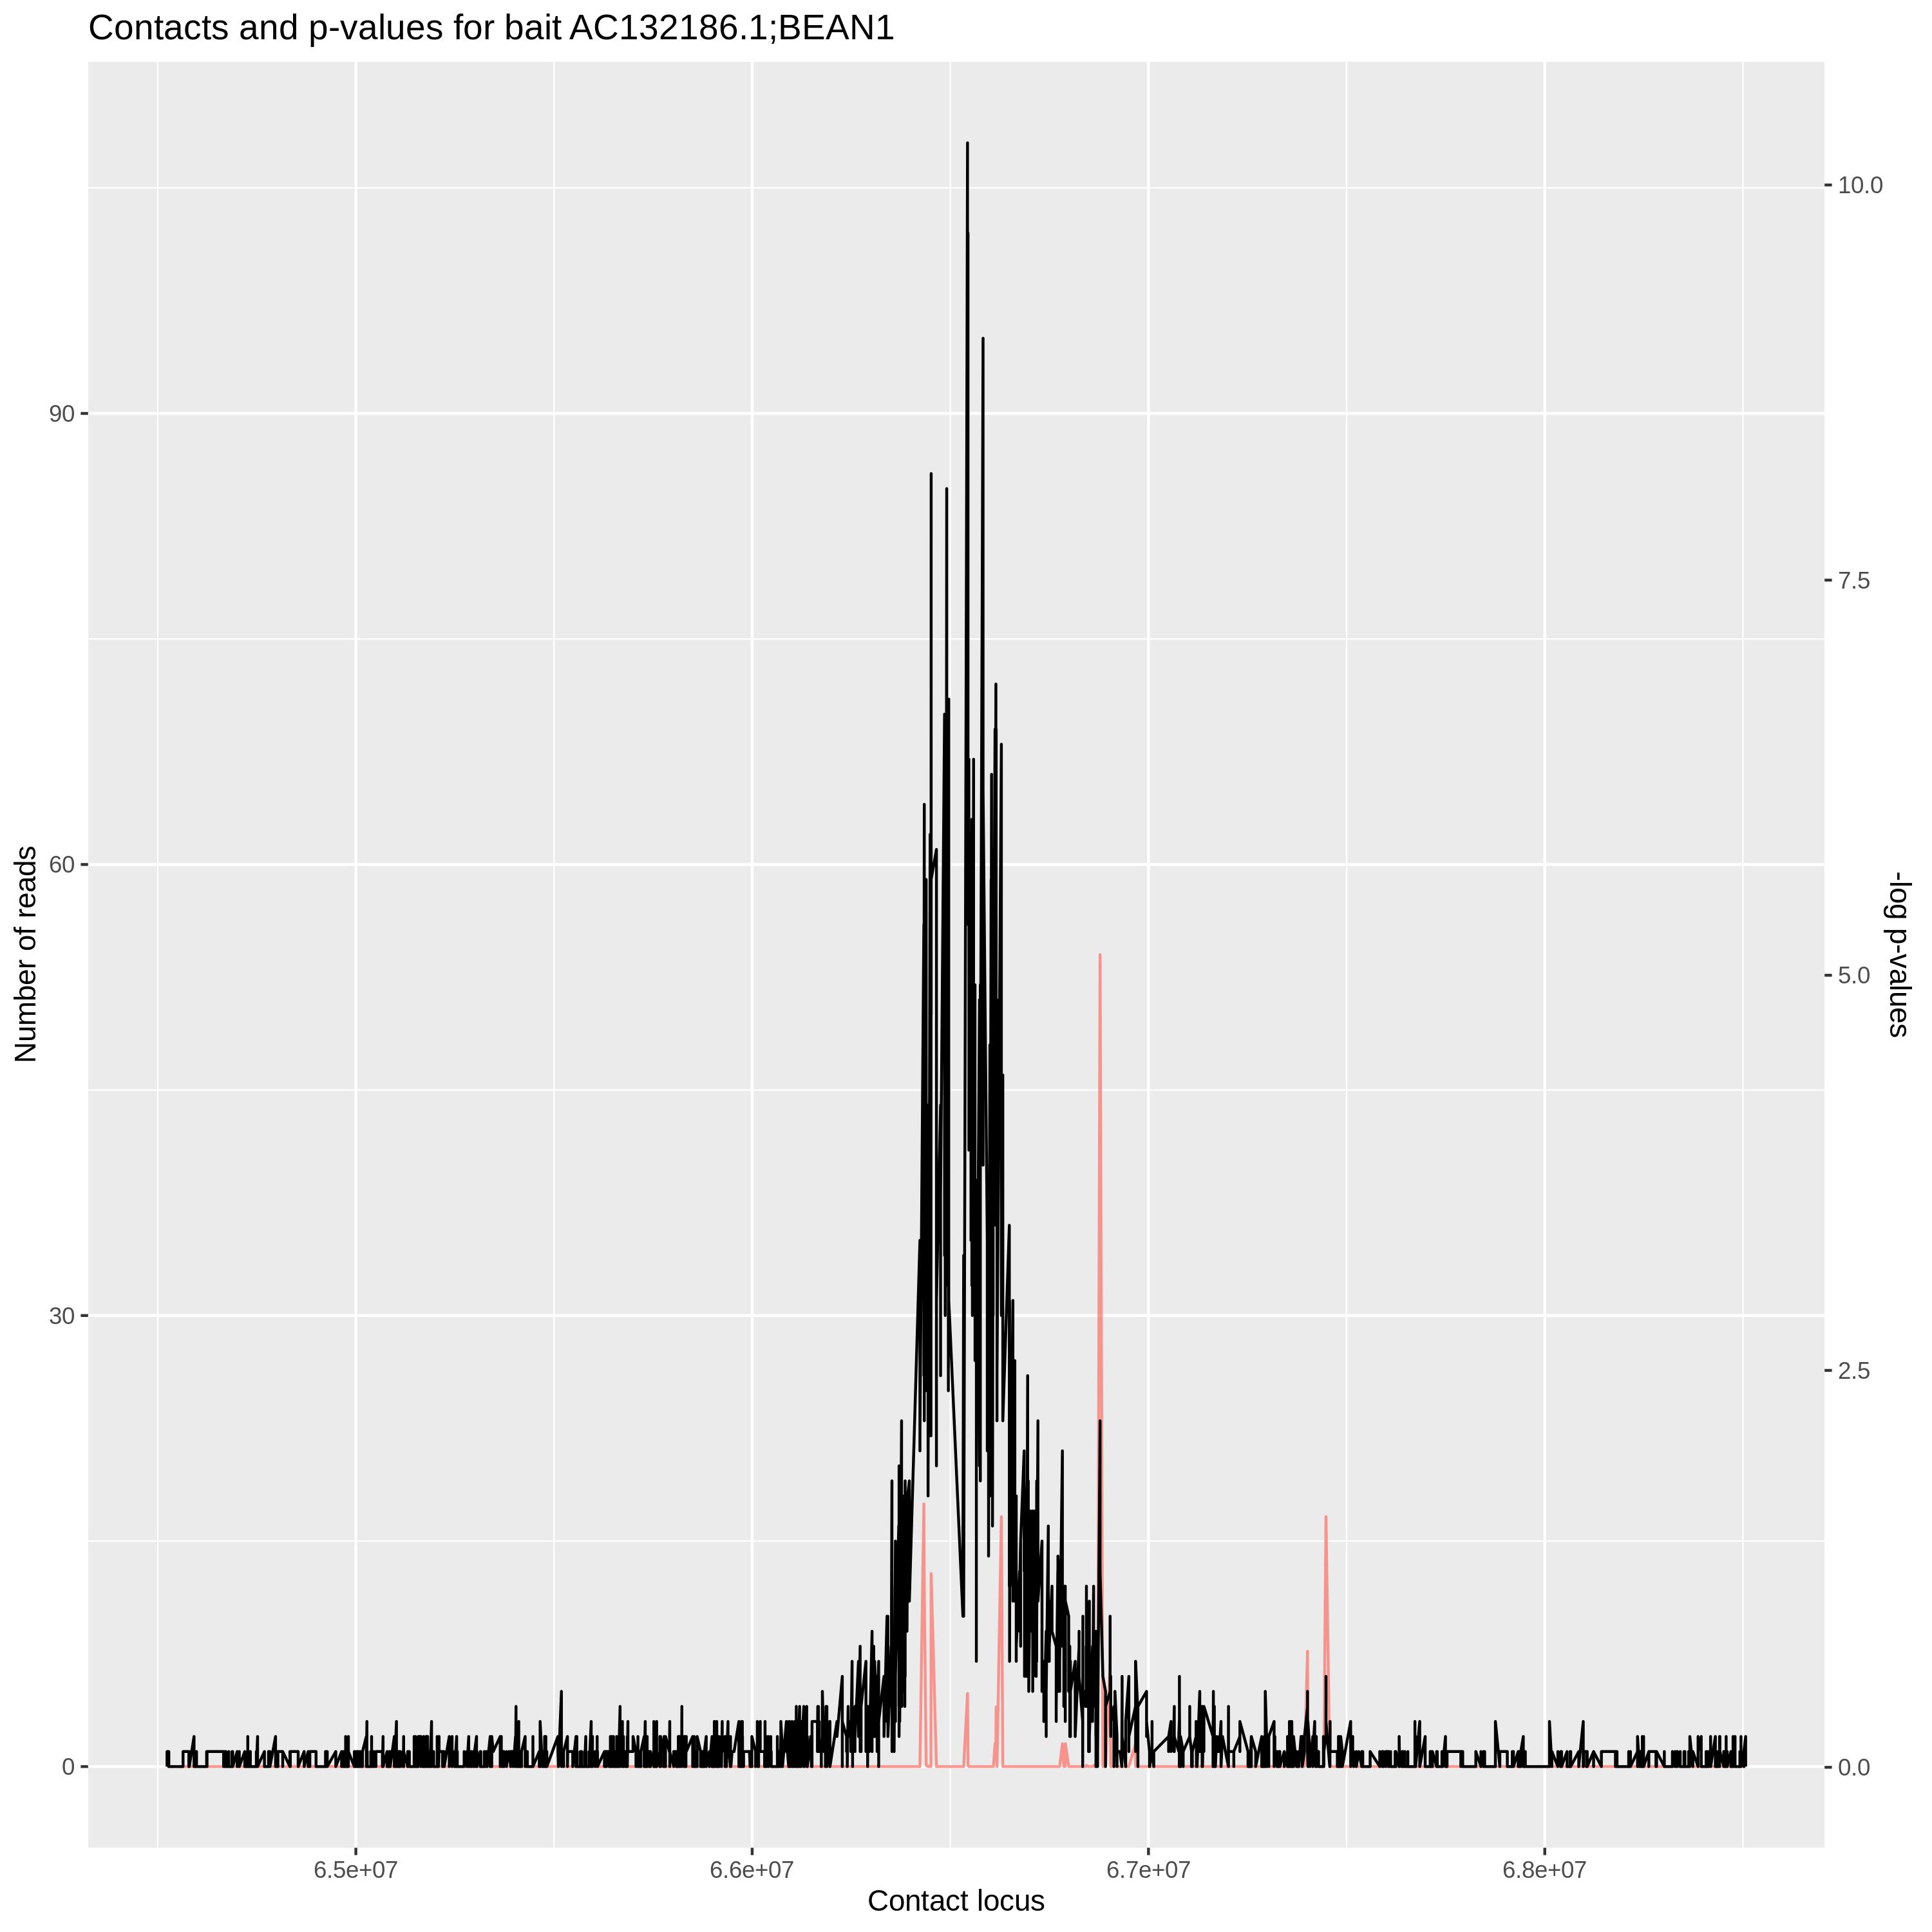 Contacts and p-values for bait AC132186.1;BEAN1
Number of reads
90
60
30
0
10.0
7.5
5.0
2.5
0.0
-log p-values
6.5e+07
6.6e+07
6.7e+07
6.8e+07
Contact locus